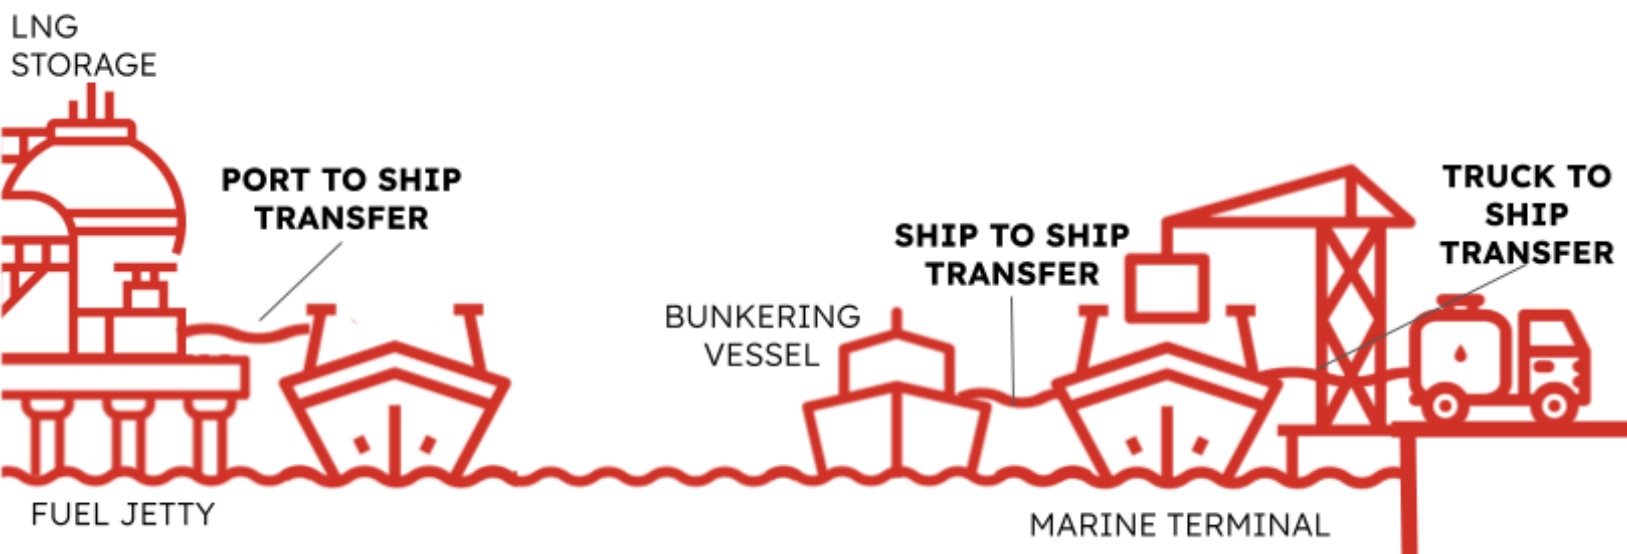 LNG
STORAGE
PORT TO SHIP
TRANSFER
BUNKERING
VESSEL
SHIP TO SHIP
TRANSFER
TRUCK TO
SHIP
TRANSFER
FUEL JETTY
MARINE TERMINAL